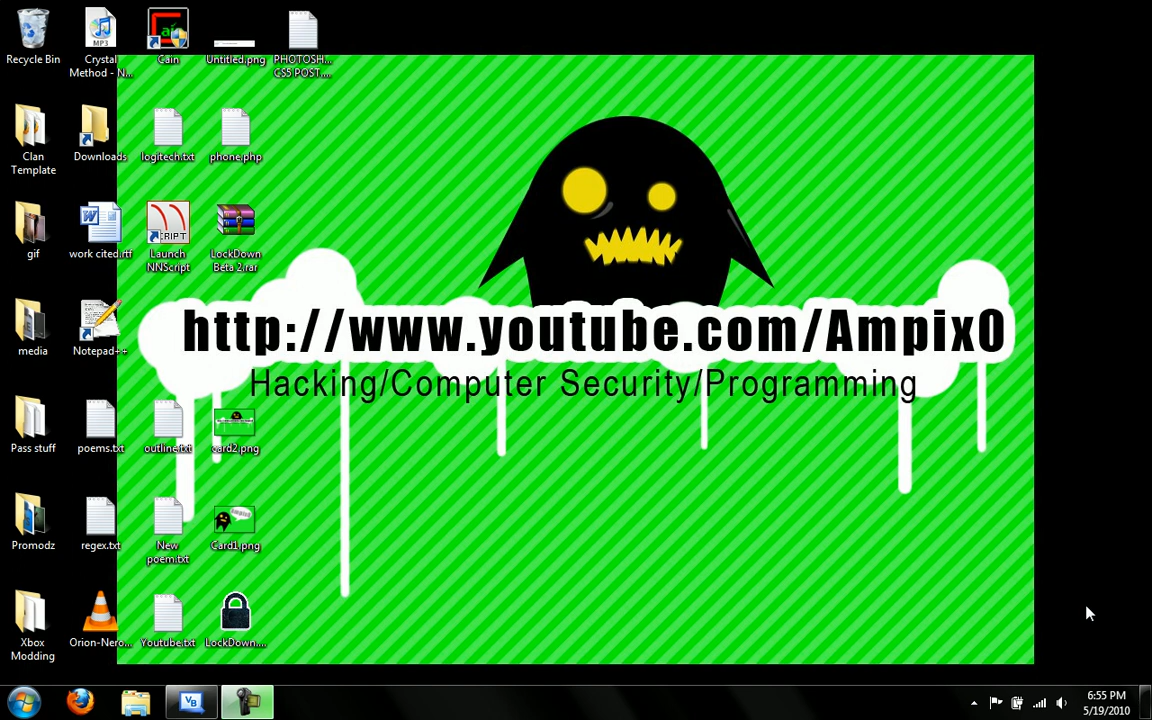 Recycle Bin
Crystal
Method - N...
Cain
Untitled.png
PHOTOSH...
CS5 POST....
Clan
Template
Downloads
logitech.txt
phone.php
gif
work cited.rtf
Launch
NNScript
LockDown
Beta 2.rar
media
Notepad++
http://www.youtube.com/Ampix0
Hacking/Computer Security/Programming
Pass stuff
poems.txt
outline.txt
card2.png
Promodz
regex.txt
New
poem.txt
Card1.png
Xbox
Modding
Orion-Nero...
Youtube.txt
LockDown....
6:55 PM
5/19/2010